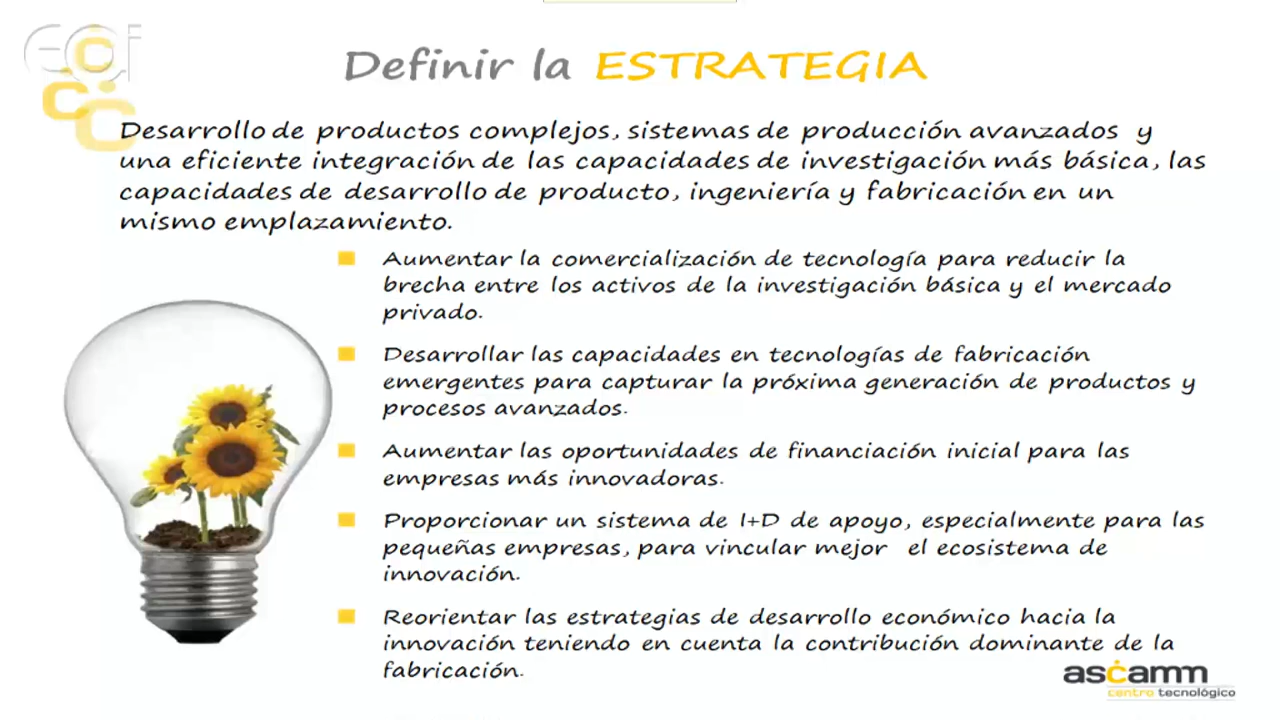 eoi
Definir la ESTRATEGIA
Desarrollo de productos complejos, sistemas de producción avanzados y
una eficiente integración de las capacidades de investigación más básica, las
capacidades de desarrollo de producto, ingeniería y fabricación en un
mismo emplazamiento.
Aumentar la comercialización de tecnología para reducir la
brecha entre los activos de la investigación básica y el mercado
privado.
Desarrollar las capacidades en tecnologías de fabricación
emergentes para capturar la próxima generación de productos y
procesos avanzados.
Aumentar las oportunidades de financiación inicial para las
empresas más innovadoras.
Proporcionar un sistema de I+D de apoyo, especialmente para las
pequeñas empresas, para vincular mejor el ecosistema de
innovación.
Reorientar las estrategias de desarrollo económico hacia la
innovación teniendo en cuenta la contribución dominante de la
fabricación.
ascamm
centro tecnológico